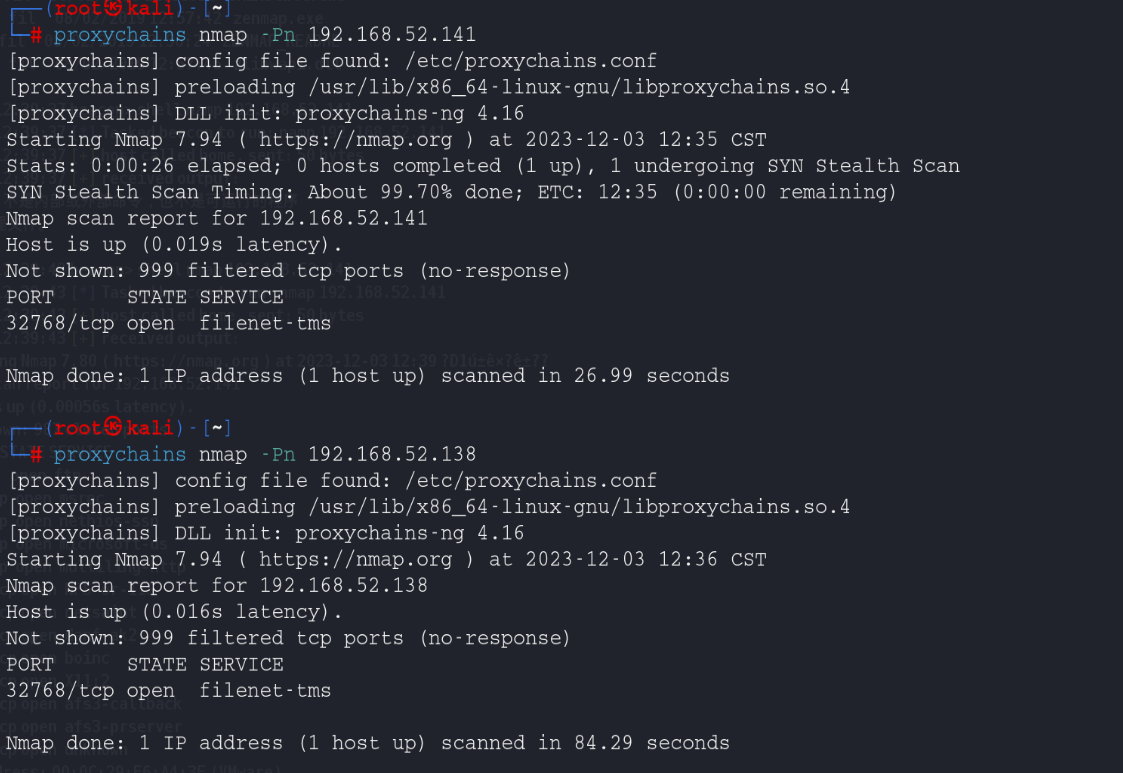 ┌──(root㉿kali)-[~]
└─# proxychains nmap -Pn 192.168.52.141
[proxychains] config file found: /etc/proxychains.conf
[proxychains] preloading /usr/lib/x86_64-linux-gnu/libproxychains.so.4
[proxychains] DLL init: proxychains-ng 4.16
Starting Nmap 7.94 ( https://nmap.org ) at 2023-12-03 12:35 CST
Stats: 0:00:26 elapsed; 0 hosts completed (1 up), 1 undergoing SYN Stealth Scan
SYN Stealth Scan Timing: About 99.70% done; ETC: 12:35 (0:00:00 remaining)
Nmap scan report for 192.168.52.141
Host is up (0.019s latency).
Not shown: 999 filtered tcp ports (no-response)
PORT      STATE SERVICE
32768/tcp open  filenet-tms
Nmap done: 1 IP address (1 host up) scanned in 26.99 seconds
┌──(root㉿kali)-[~]
└─# proxychains nmap -Pn 192.168.52.138
[proxychains] config file found: /etc/proxychains.conf
[proxychains] preloading /usr/lib/x86_64-linux-gnu/libproxychains.so.4
[proxychains] DLL init: proxychains-ng 4.16
Starting Nmap 7.94 ( https://nmap.org ) at 2023-12-03 12:36 CST
Nmap scan report for 192.168.52.138
Host is up (0.016s latency).
Not shown: 999 filtered tcp ports (no-response)
PORT      STATE SERVICE
32768/tcp open  filenet-tms
Nmap done: 1 IP address (1 host up) scanned in 84.29 seconds